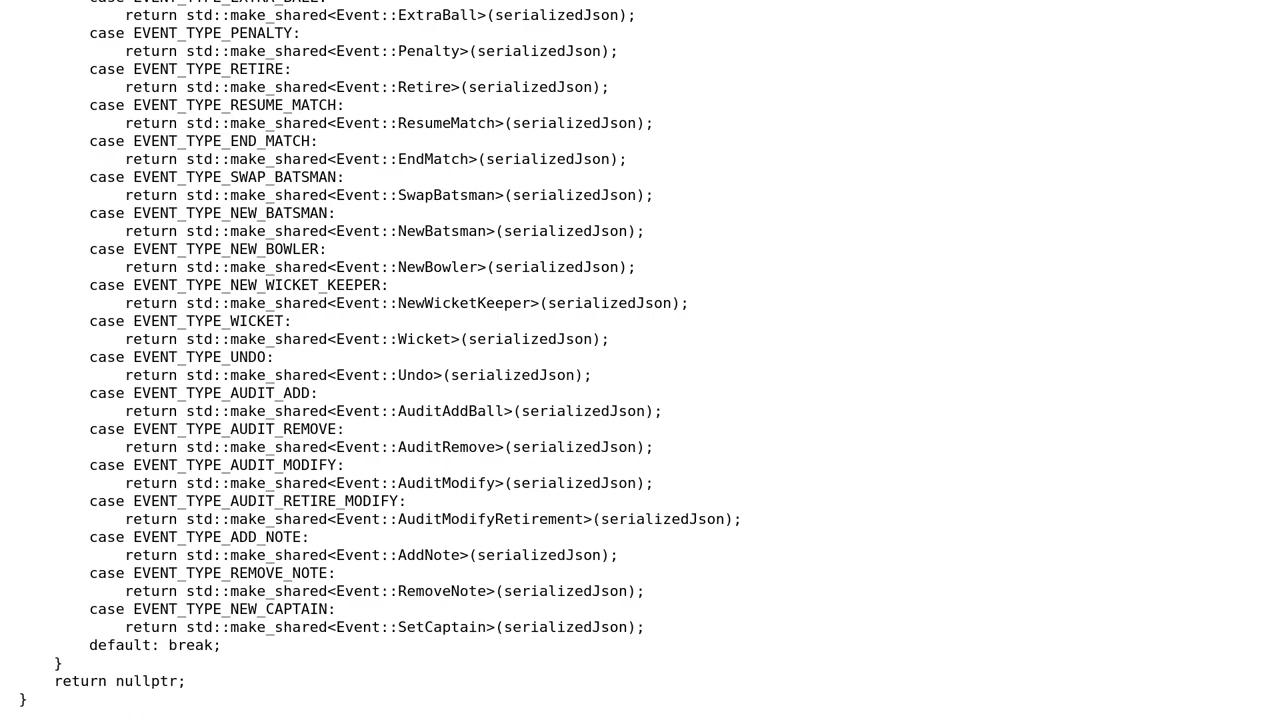 return std::make_shared<Event::ExtraBall>(serializedJson);
case EVENT_TYPE_PENALTY:
return std::make_shared<Event::Penalty>(serializedJson);
case EVENT_TYPE_RETIRE:
return std::make_shared<Event::Retire>(serializedJson);
case EVENT_TYPE_RESUME_MATCH:
return std::make_shared<Event::ResumeMatch>(serializedJson);
case EVENT_TYPE_END_MATCH:
return std::make_shared<Event::EndMatch>(serializedJson);
case EVENT_TYPE_SWAP_BATSMAN:
return std::make_shared<Event::SwapBatsman>(serializedJson);
case EVENT_TYPE_NEW_BATSMAN:
return std::make_shared<Event::NewBatsman>(serializedJson);
case EVENT_TYPE_NEW_BOWLER:
return std::make_shared<Event::NewBowler>(serializedJson);
case EVENT_TYPE_NEW_WICKET_KEEPER:
return std::make_shared<Event::NewWicketKeeper>(serializedJson);
case EVENT_TYPE_WICKET:
return std::make_shared<Event::Wicket>(serializedJson);
case EVENT_TYPE_UNDO:
return std::make_shared<Event::Undo>(serializedJson);
case EVENT_TYPE_AUDIT_ADD:
return std::make_shared<Event::AuditAddBall>(serializedJson);
case EVENT_TYPE_AUDIT_REMOVE:
return std::make_shared<Event::AuditRemove>(serializedJson);
case EVENT_TYPE_AUDIT_MODIFY:
return std::make_shared<Event::AuditModify>(serializedJson);
case EVENT_TYPE_AUDIT_RETIRE_MODIFY:
return std::make_shared<Event::AuditModifyRetirement>(serializedJson);
case EVENT_TYPE_ADD_NOTE:
return std::make_shared<Event::AddNote>(serializedJson);
case EVENT_TYPE_REMOVE_NOTE:
return std::make_shared<Event::RemoveNote>(serializedJson);
case EVENT_TYPE_NEW_CAPTAIN:
return std::make_shared<Event::SetCaptain>(serializedJson);
default: break;
}
return nullptr;
}